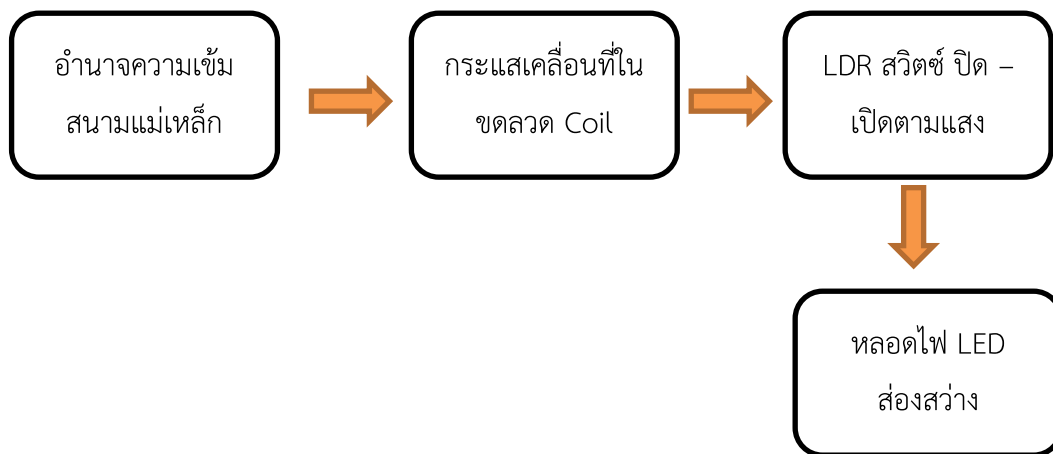 อำนาจความเข้ม
สนามแม่เหล็ก
กระแสเคลื่อนที่ใน
ขดลวด Coil
LDR สวิตซ์ ปิด –
เปิดตามแสง
หลอดไฟ LED
ส่องสว่าง